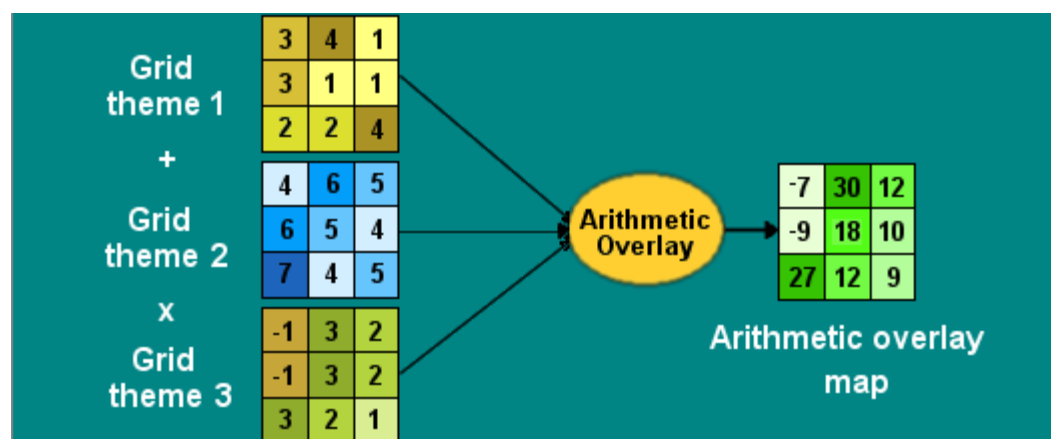 Grid
theme 1
3 4 1
3 1 1
2 2 4
+
Grid
theme 2
4 6 5
6 5 4
7 4 5
x
Grid
theme 3
-1 3 2
-1 3 2
3 2 1
Arithmetic
Overlay
-7 30 12
-9 18 10
27 12 9
Arithmetic overlay
map